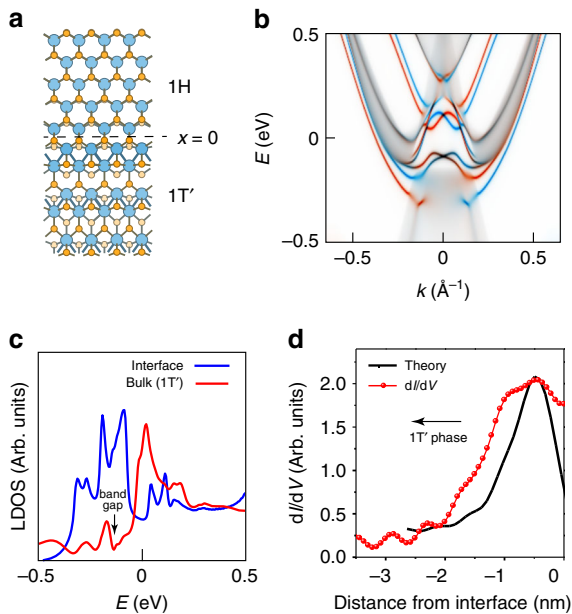 a
1H
x = 0
1T′
b
0.5
0
−0.5
E (eV)
−0.5
0
0.5
k (Å⁻¹)
c
Interface
Bulk (1T′)
band
gap
LDOS (Arb. units)
−0.5
0
0.5
E (eV)
d
Theory
dI/dV
1T′ phase
2.0
1.5
1.0
0.5
0.0
dI/dV (Arb. units)
−3
−2
−1
0
Distance from interface (nm)